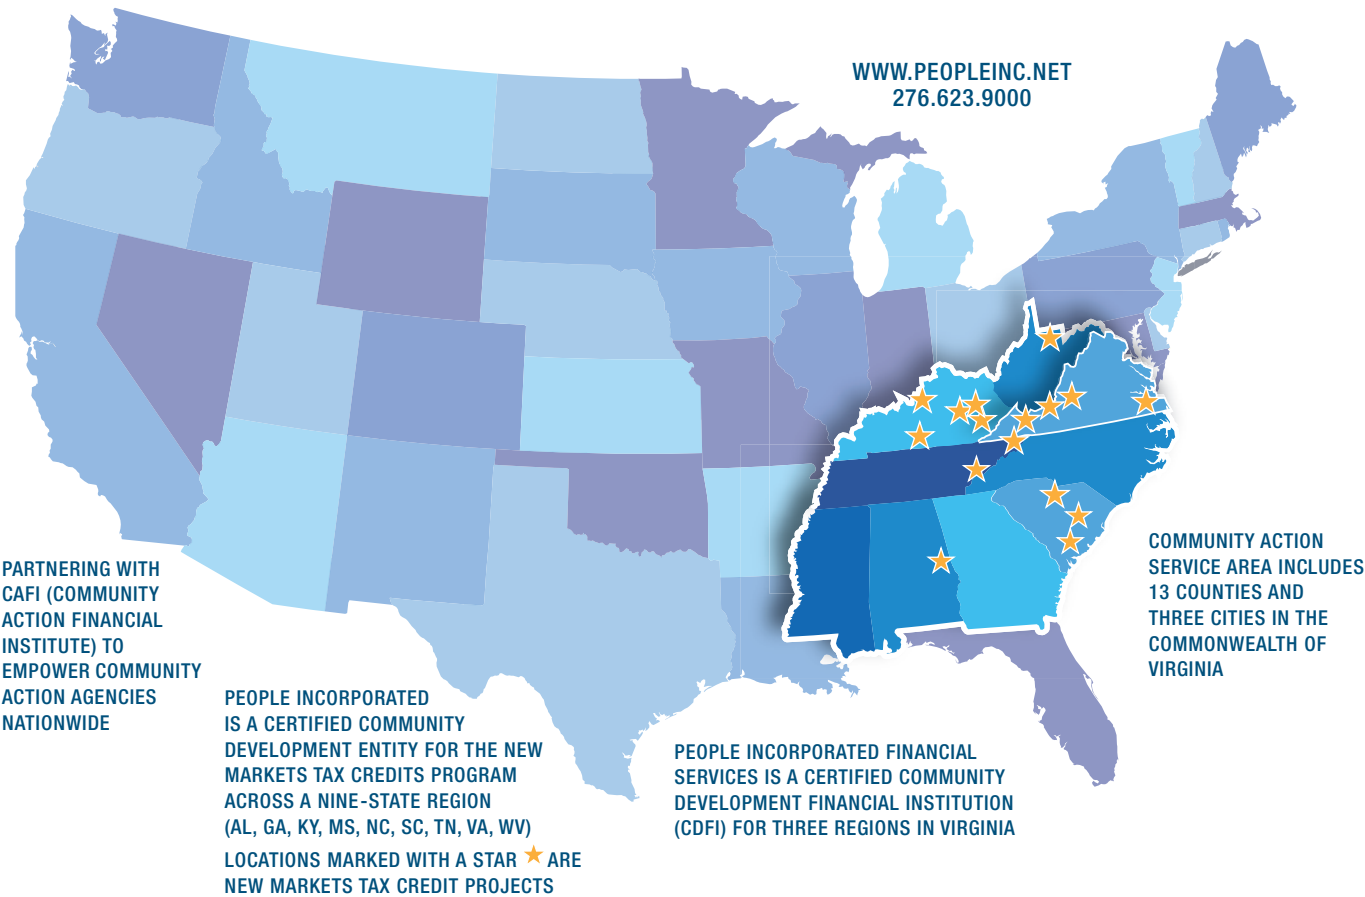 WWW.PEOPLEINC.NET
276.623.9000
PARTNERING WITH
CAFI (COMMUNITY
ACTION FINANCIAL
INSTITUTE) TO
EMPOWER COMMUNITY
ACTION AGENCIES
NATIONWIDE
PEOPLE INCORPORATED
IS A CERTIFIED COMMUNITY
DEVELOPMENT ENTITY FOR THE NEW
MARKETS TAX CREDITS PROGRAM
ACROSS A NINE-STATE REGION
(AL, GA, KY, MS, NC, SC, TN, VA, WV)
LOCATIONS MARKED WITH A STAR ★ ARE
NEW MARKETS TAX CREDIT PROJECTS
PEOPLE INCORPORATED FINANCIAL
SERVICES IS A CERTIFIED COMMUNITY
DEVELOPMENT FINANCIAL INSTITUTION
(CDFI) FOR THREE REGIONS IN VIRGINIA
COMMUNITY ACTION
SERVICE AREA INCLUDES
13 COUNTIES AND
THREE CITIES IN THE
COMMONWEALTH OF
VIRGINIA